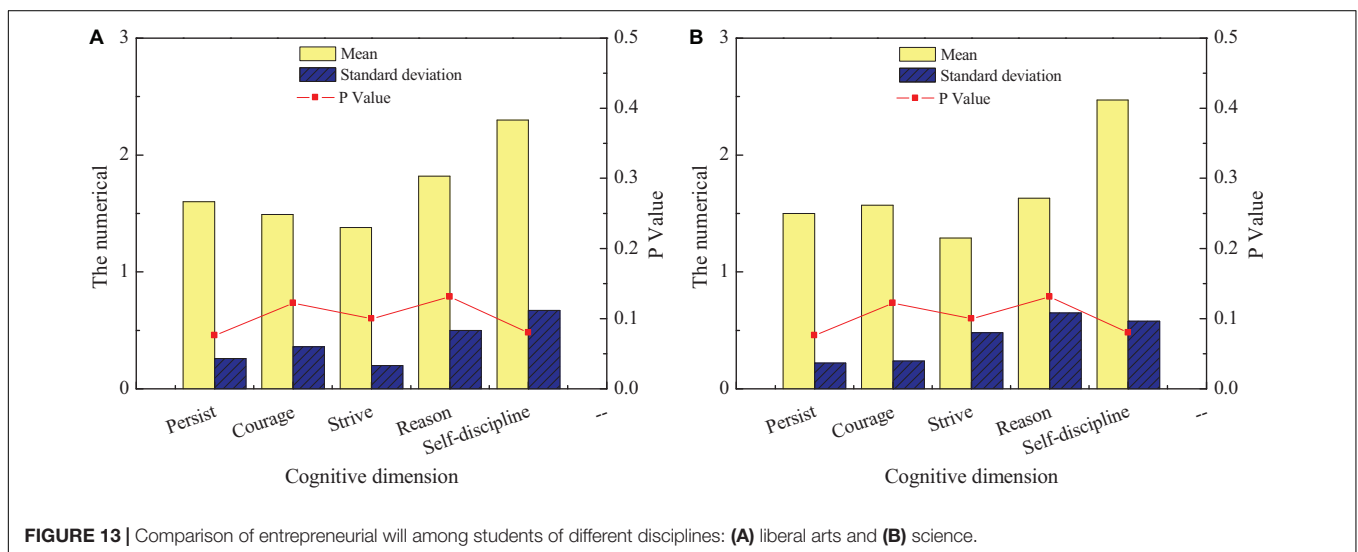 A
3
2
1
0
The numerical
Mean
Standard deviation
P Value
0.5
0.4
0.3
0.2
0.1
0.0
P Value
Persist
Courage
Strive
Reason
Self-discipline
--
Cognitive dimension
B
3
2
1
0
The numerical
Mean
Standard deviation
P Value
0.5
0.4
0.3
0.2
0.1
0.0
P Value
Persist
Courage
Strive
Reason
Self-discipline
--
Cognitive dimension
FIGURE 13 | Comparison of entrepreneurial will among students of different disciplines: (A) liberal arts and (B) science.